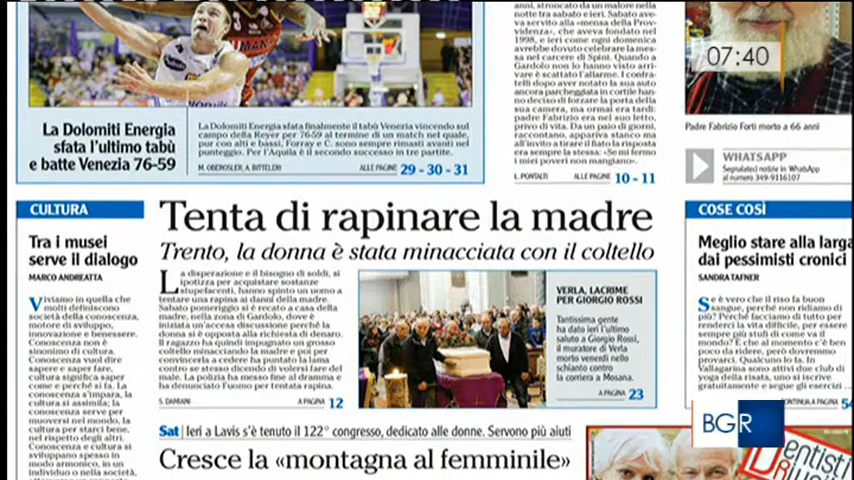 La Dolomiti Energia
sfata l'ultimo tabù
e batte Venezia 76-59
La Dolomiti Energia sfata finalmente il tabù Venezia vincendo sul
campo della Reyer per 76-59 al termine di un match nel quale,
pur con alti e bassi, Forray e C. sono sempre rimasti avanti nel
punteggio. Per l'Aquila è il secondo successo in tre partite.
M. OBEROSLER, A. BITTELERI
ALLE PAGINE 29 - 30 - 31
anni, stroncato da un malore nella
notte tra sabato e ieri. Sabato ave-
va servito alla «mensa della Prov-
videnza», che aveva fondato nel
1998, e ieri come ogni domenica
avrebbe dovuto celebrare la mes-
sa nel carcere di Spini. Quando a
Gardolo non lo hanno visto arri-
vare è scattato l'allarme. I confra-
telli dopo aver notato la sua auto
ancora parcheggiata in cortile han-
no deciso di forzare la porta della
sua camera, ma ormai era tardi:
padre Fabrizio era nel suo letto,
privo di vita. Da un paio di giorni,
raccontano, appariva stanco ma
all'invito a tirare il fiato la risposta
era sempre la stessa: «Se mi fermo
i miei poveri non mangiano».
L. PONTALTI ALLE PAGINE 10 - 11
07:40
Padre Fabrizio Forti morto a 66 anni
WHATSAPP
Segnalateci notizie in WhatsApp
al numero 349-9116107
CULTURA
Tra i musei
serve il dialogo
MARCO ANDREATTA
Viviamo in quella che
molti definiscono
società della conoscenza,
motore di sviluppo,
innovazione e benessere.
Conoscenza non è
sinonimo di cultura.
Conoscenza vuol dire
sapere e saper fare,
cultura significa sapere
come e perché si fa. La
conoscenza s'impara, la
cultura si assimila; la
conoscenza serve per
muoversi nel mondo, la
cultura per starci bene,
nel rispetto degli altri.
Conoscenza e cultura si
sviluppano spesso in
modo armonico, in un
individuo o nella società,
Tenta di rapinare la madre
Trento, la donna è stata minacciata con il coltello
La disperazione e il bisogno di soldi, si
ipotizza per acquistare sostanze
stupefacenti, hanno spinto un uomo a
tentare una rapina ai danni della madre.
Sabato pomeriggio si è recato a casa della
madre, nella zona di Gardolo, dove è
iniziata un'accesa discussione perché la donna
si è opposta alla richiesta di denaro.
Il ragazzo ha quindi impugnato un grosso
coltello minacciando la madre e poi per
convincerla a cedere ha puntato la lama
contro se stesso dicendo di volersi fare del
male. La polizia ha messo fine al dramma e
ha denunciato l'uomo per tentata rapina.
S. DAMIANI A PAGINA 12
VERLA, LACRIME
PER GIORGIO ROSSI
Tantissima gente
ha dato ieri l'ultimo
saluto a Giorgio Rossi,
il muratore di Verla
morto venerdì nello
schianto contro
la corriera a Mosana.
A PAGINA 23
COSE COSÌ
Meglio stare alla larga
dai pessimisti cronici
SANDRA TAFNER
Se è vero che il riso fa buon
sangue, perché non ridiamo di
più? Perché facciamo di tutto per
renderci la vita difficile, per essere
sempre più stufi di come va il
mondo? E che al momento c'è ben
poco da ridere, però dovremmo
provarci. Qualcuno lo fa. In
Vallagarina sono attivi due club di
yoga della risata, uno si iscrive
gratuitamente e segue gli esercizi ...
CONTINUA A PAGINA 54
Sat | Ieri a Lavis s'è tenuto il 122° congresso, dedicato alle donne. Servono più aiuti
Cresce la «montagna al femminile»
BGR
Dentisti